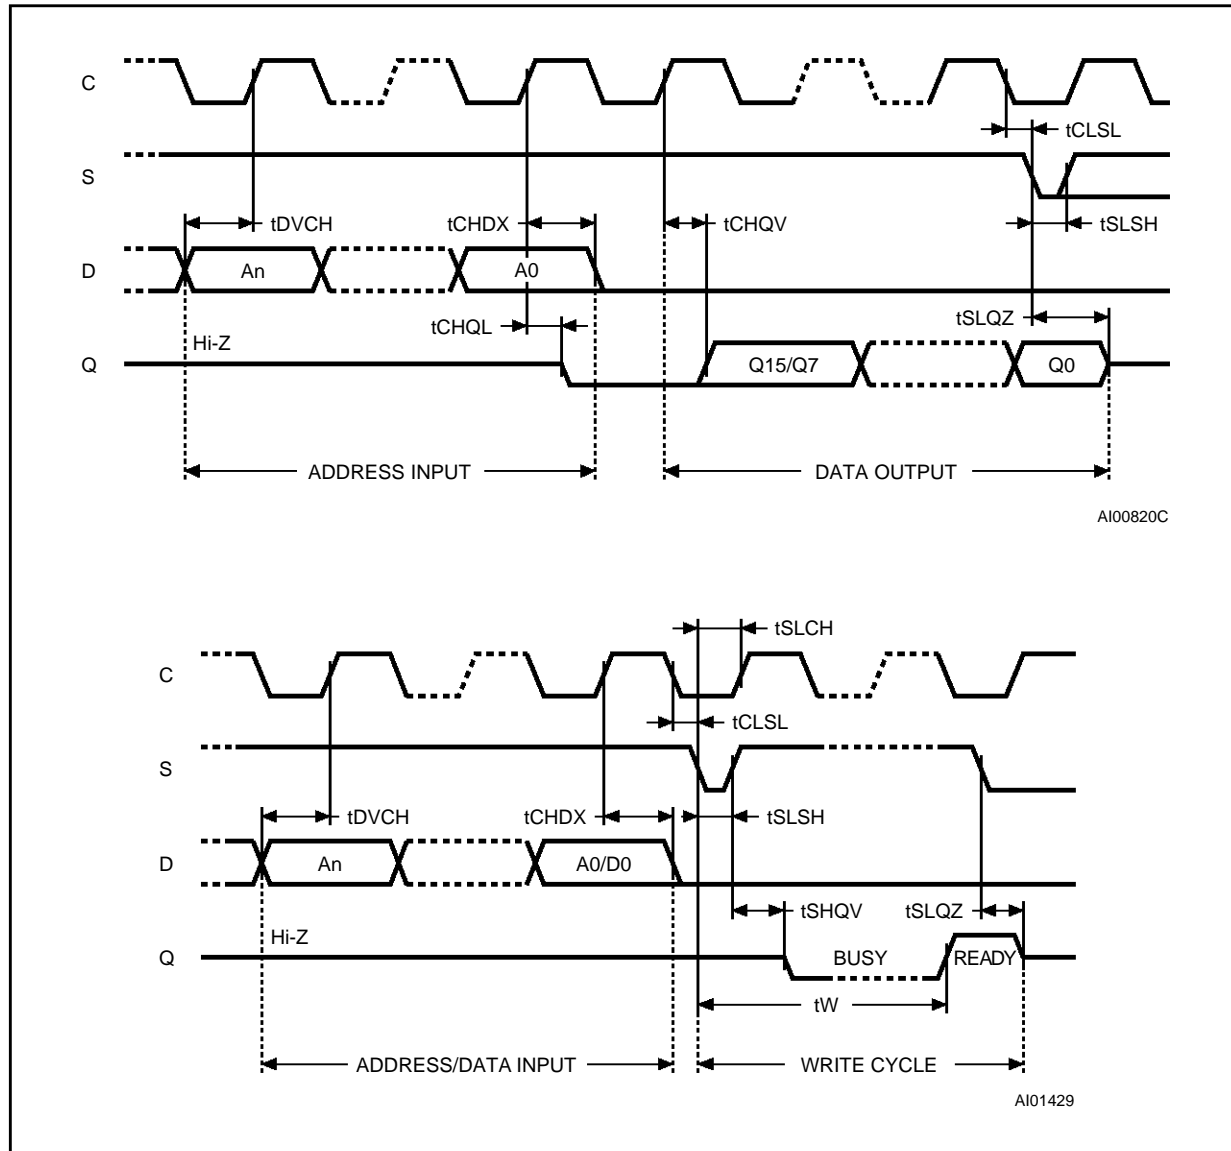 C
tCLSL
S
tDVCH
tCHDX
tCHQV
tSLSH
D
An
A0
tCHQL
tSLQZ
Hi-Z
Q
Q15/Q7
Q0
ADDRESS INPUT
DATA OUTPUT
AI00820C
tSLCH
C
tCLSL
S
tDVCH
tCHDX
tSLSH
D
An
A0/D0
tSHQV
tSLQZ
Hi-Z
Q
BUSY
READY
tW
ADDRESS/DATA INPUT
WRITE CYCLE
AI01429